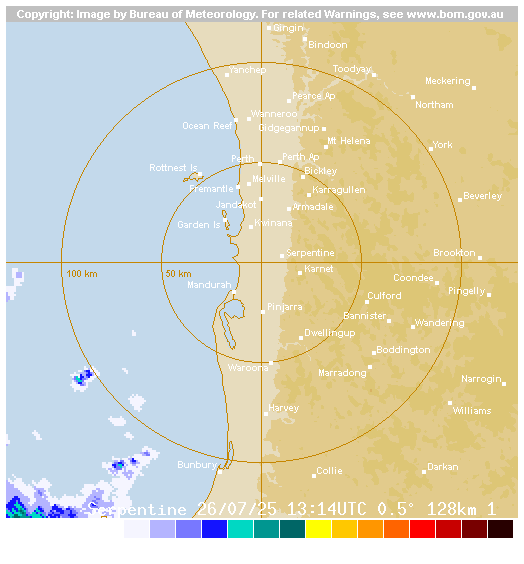 Copyright: Image by Bureau of Meteorology. For related Warnings, see www.bom.gov.au
Gingin
Bindoon
Yanchep
Toodyay
Meckering
Pearce Ap
Northam
Wanneroo
Ocean Reef
Gidgegannup
Mt Helena
York
Perth
Perth Ap
Rottnest Is
Bickley
Melville
Fremantle
Karragullen
Beverley
Jandakot
Armadale
Garden Is
Kwinana
Serpentine
Brookton
100 km
50 km
Karnet
Coondee
Mandurah
Culford
Pingelly
Pinjarra
Bannister
Wandering
Dwellingup
Boddington
Waroona
Marradong
Narrogin
Harvey
Williams
Bunbury
Collie
Darkan
Serpentine 26/07/25 13:14UTC 0.5° 128km 1